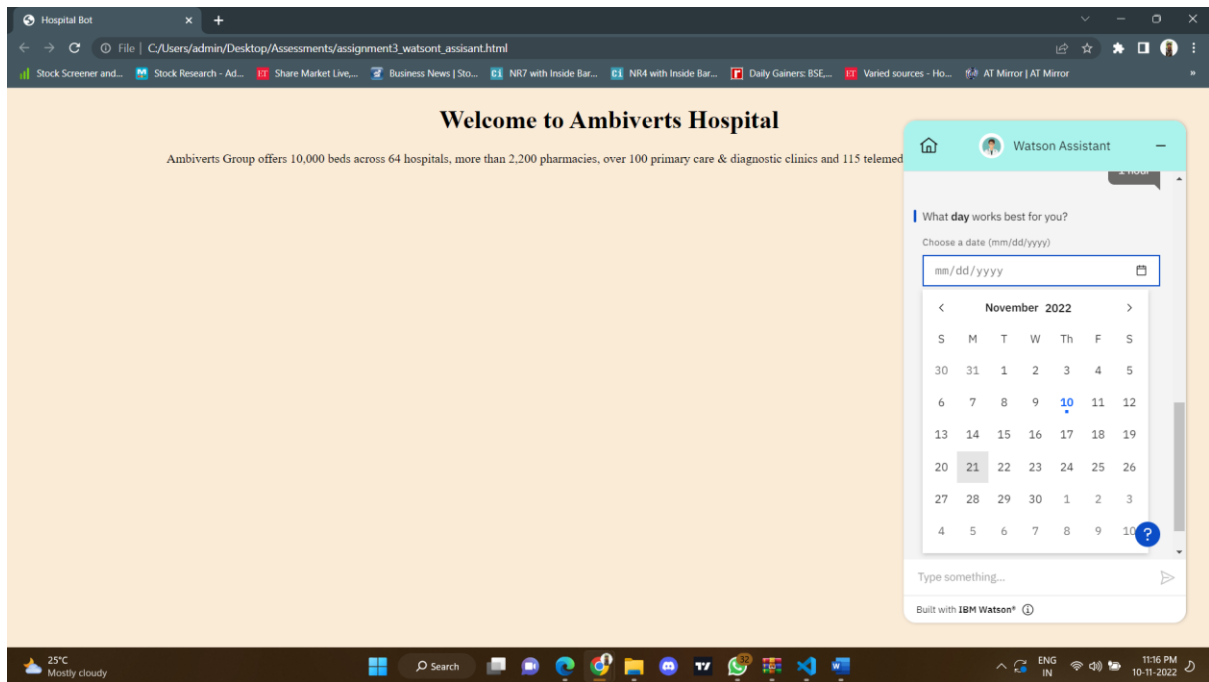 Hospital Bot
File | C:/Users/admin/Desktop/Assessments/assignment3_watsont_assisant.html
Stock Screener and... Stock Research - Ad... Share Market Live,... Business News | Sto... NR7 with Inside Bar... NR4 with Inside Bar... Daily Gainers: BSE,... Varied sources - Ho... AT Mirror | AT Mirror »
Welcome to Ambiverts Hospital
Ambiverts Group offers 10,000 beds across 64 hospitals, more than 2,200 pharmacies, over 100 primary care & diagnostic clinics and 115 telemed
Watson Assistant
1 hour
What day works best for you?
Choose a date (mm/dd/yyyy)
mm/dd/yyyy
November 2022
S M T W Th F S
30 31 1 2 3 4 5
6 7 8 9 10 11 12
13 14 15 16 17 18 19
20 21 22 23 24 25 26
27 28 29 30 1 2 3
4 5 6 7 8 9 10
?
Type something...
Built with IBM Watson®
25°C
Mostly cloudy
Search
ENG
IN
11:16 PM
10-11-2022